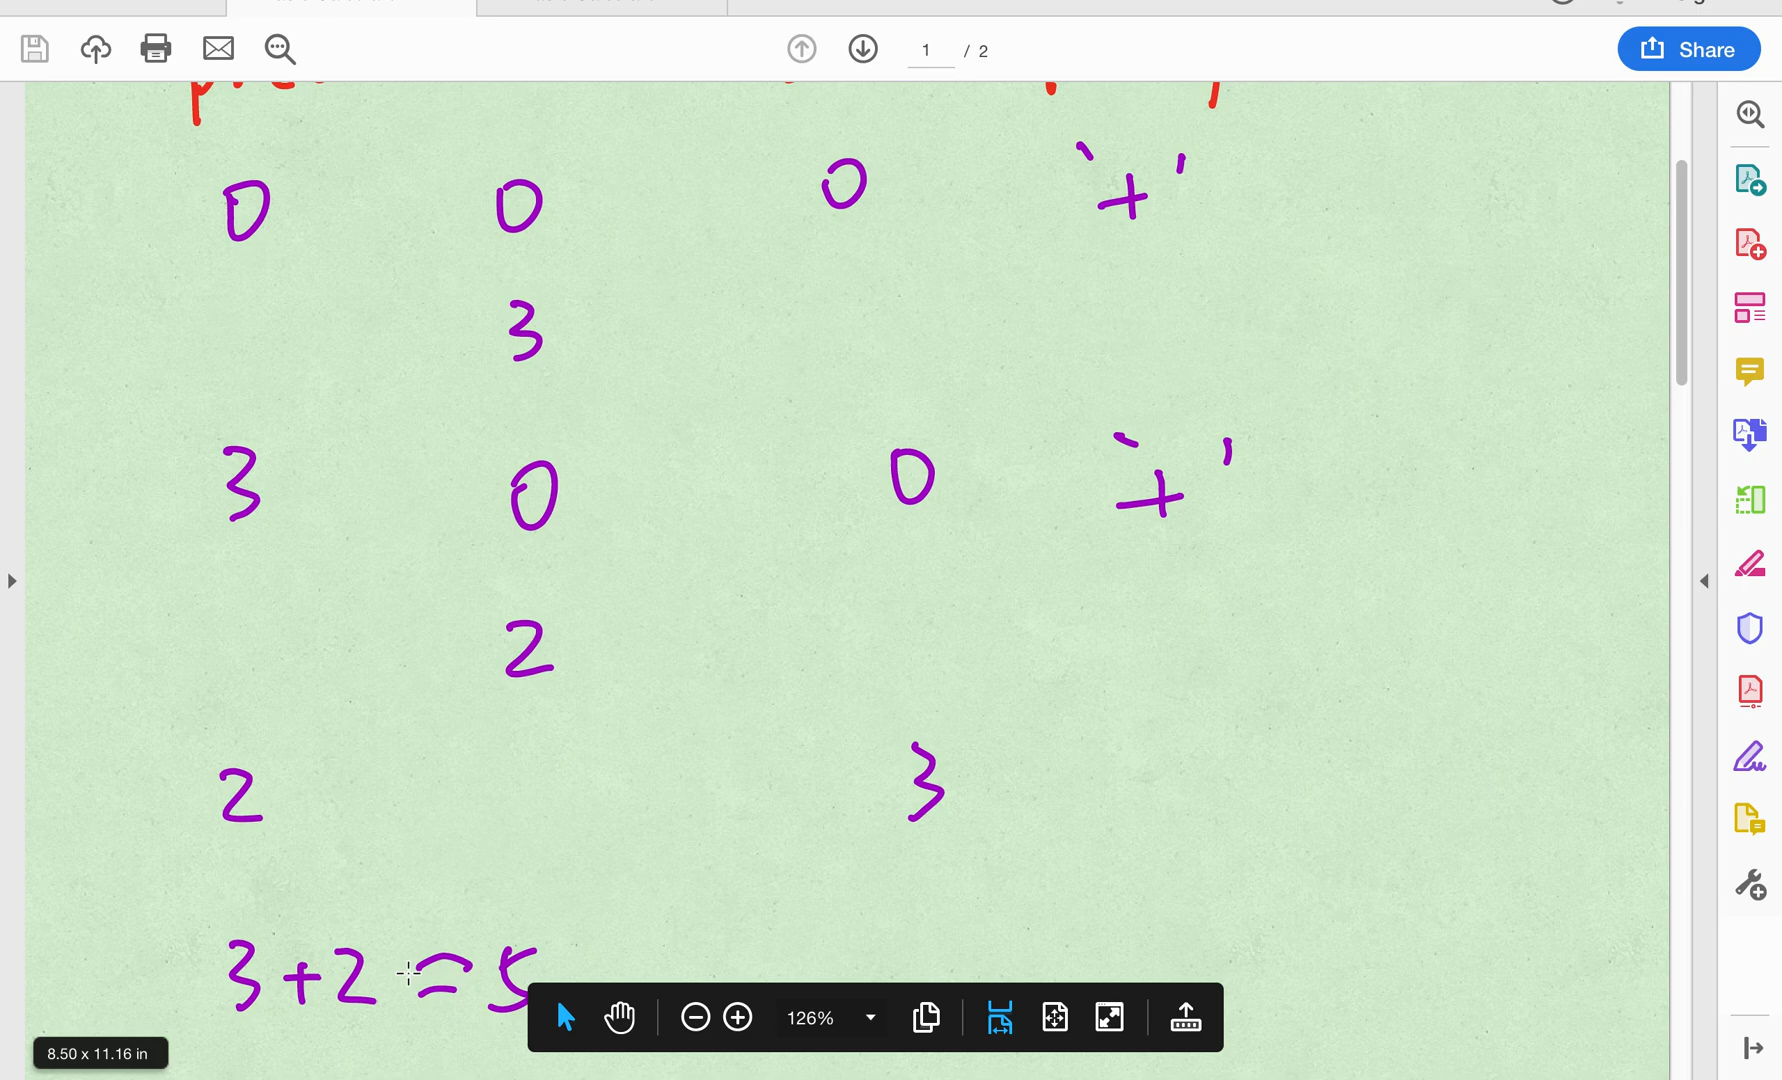 1 / 2
Share
0 0 0 '+'
3
3 0 0 '+'
2
2 3
3+2=5
126%
8.50 x 11.16 in